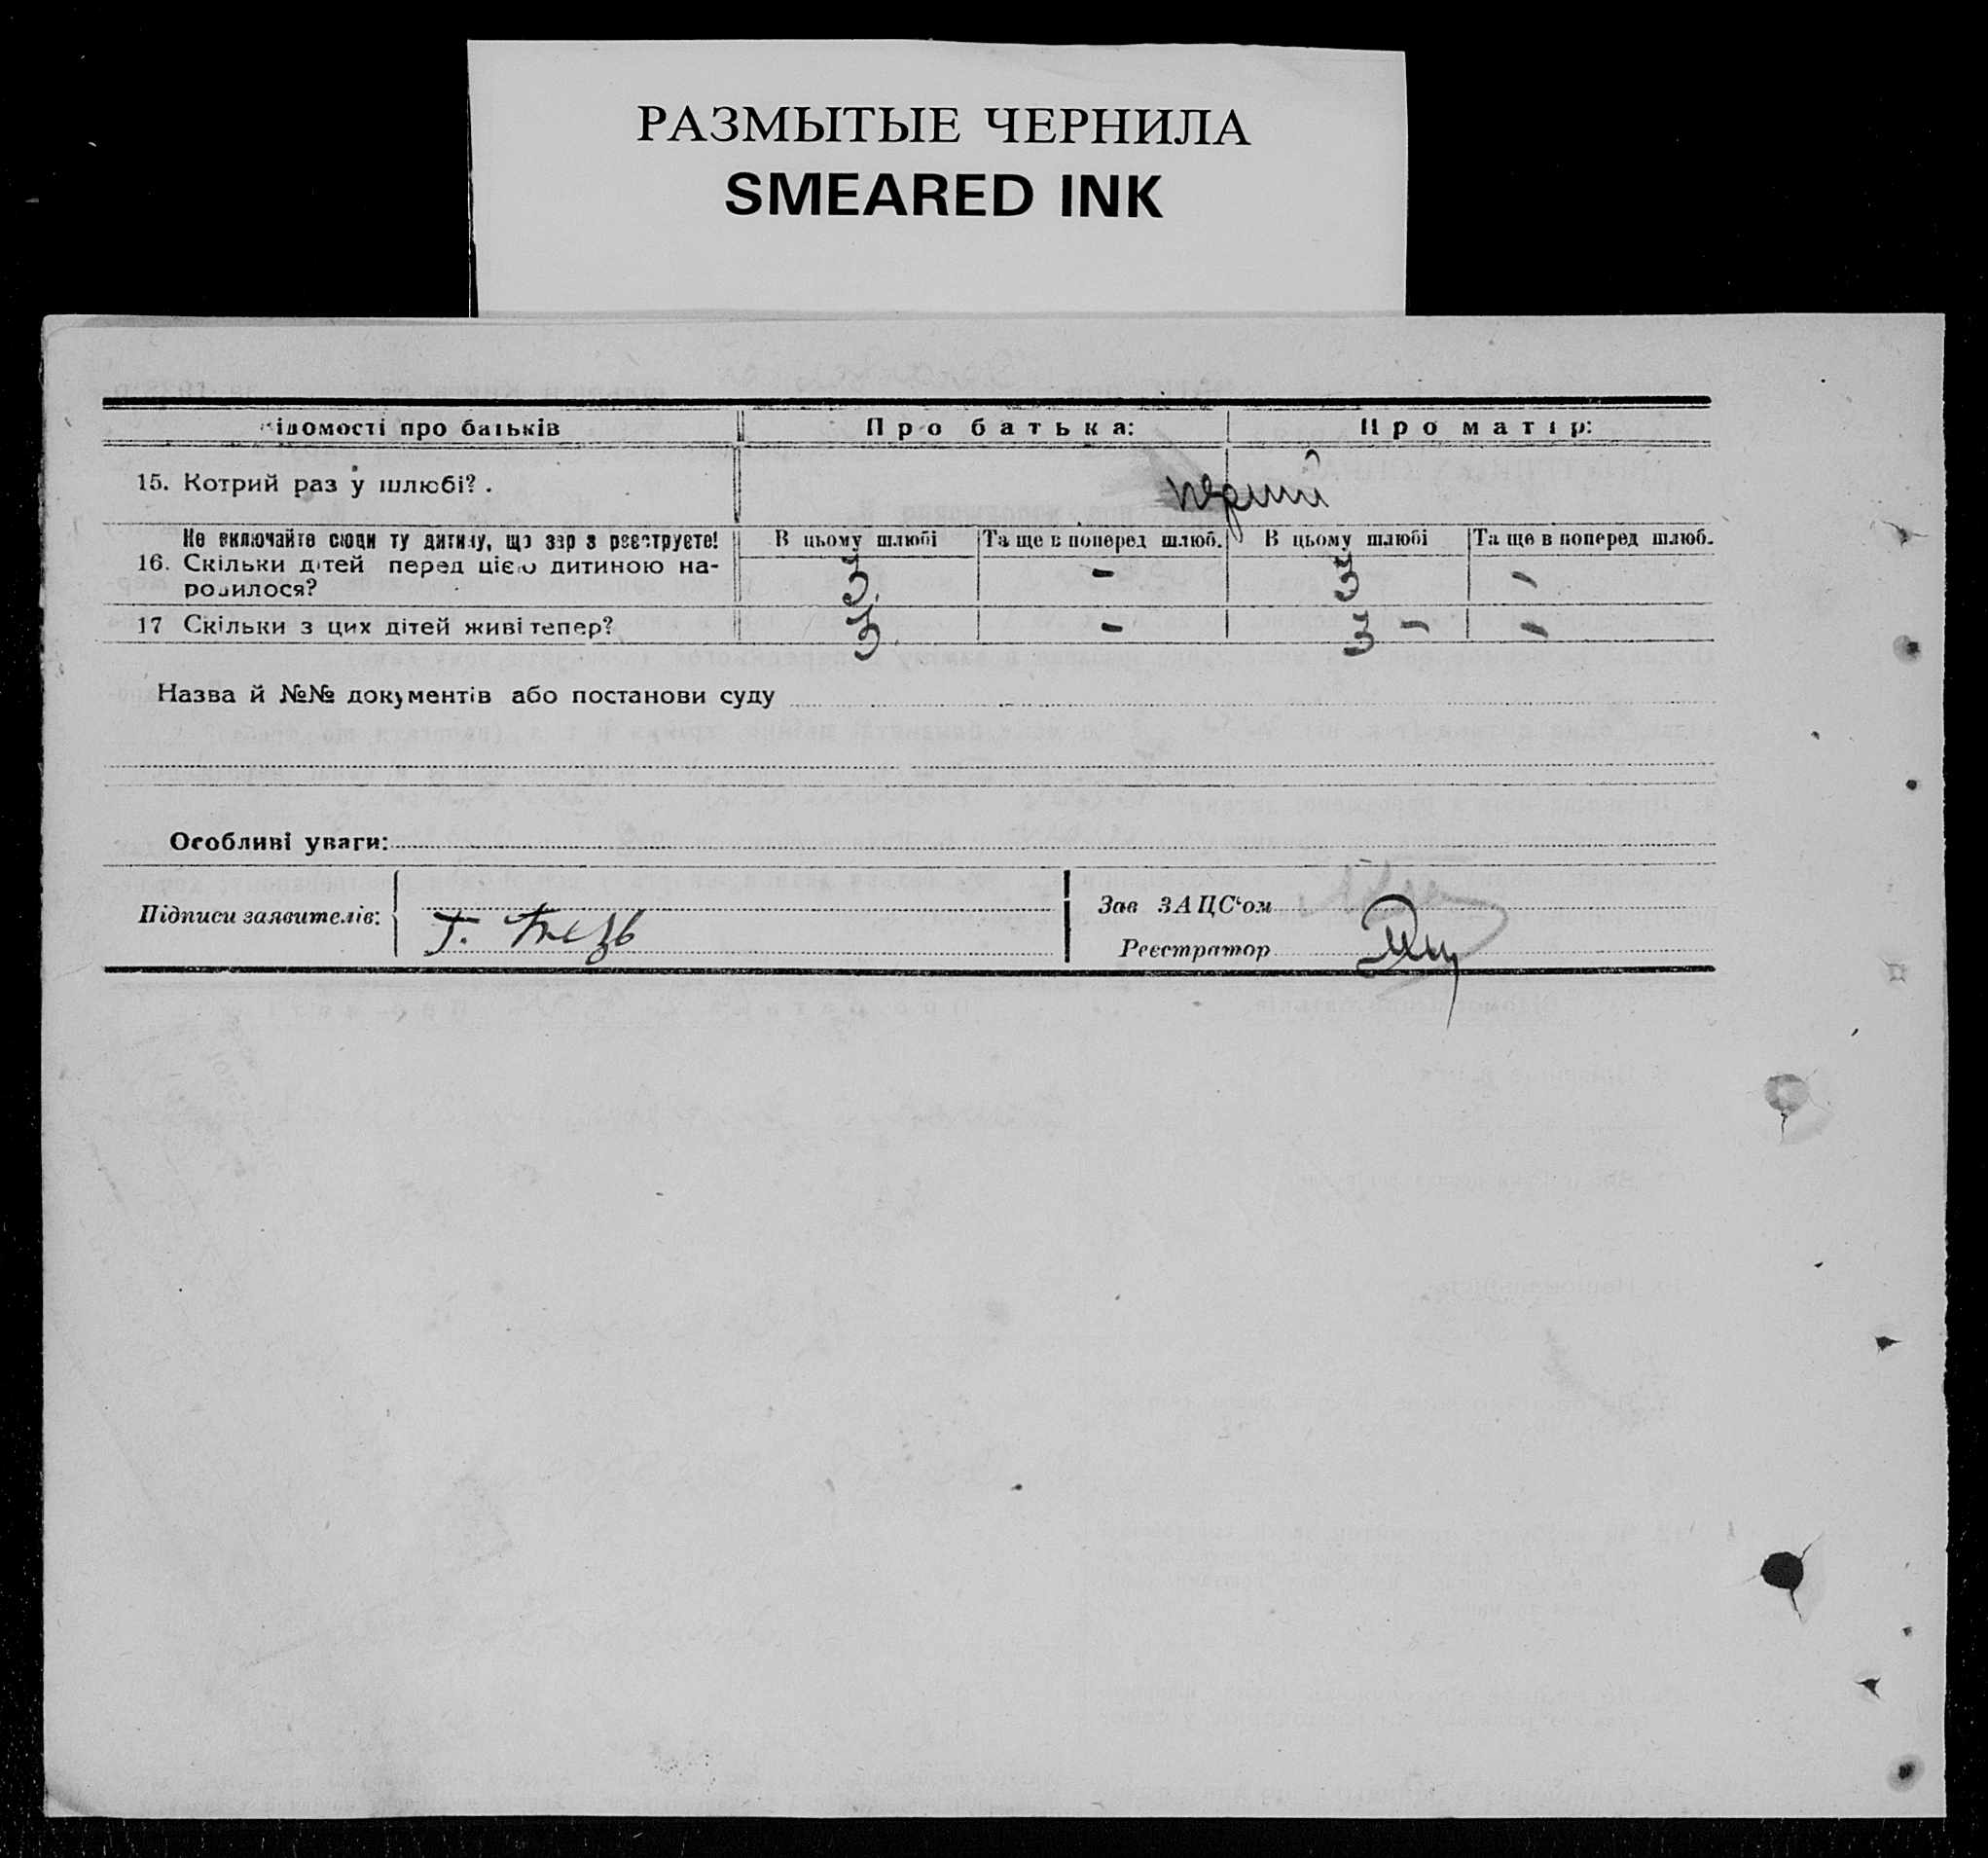 РАЗМЫТЫЕ ЧЕРНИЛА
SMEARED INK
ідомості про батьків Про батька: Про матір:
15. Котрий раз у шлюбі? . перший
Не включайте сюди ту дитину, що зар з реєструєте! В цьому шлюбі Та ще в поперед шлюб. В цьому шлюбі Та ще в поперед шлюб.
16. Скільки дітей перед цією дитиною на- 3. - 3 -
родилося?
17 Скільки з цих дітей живі тепер? 3. - 3 - -
Назва й №№ документів або постанови суду
Особливі уваги:
Підписи заявителів: Зав ЗАЦС‘ом
Г.
Реєстратор